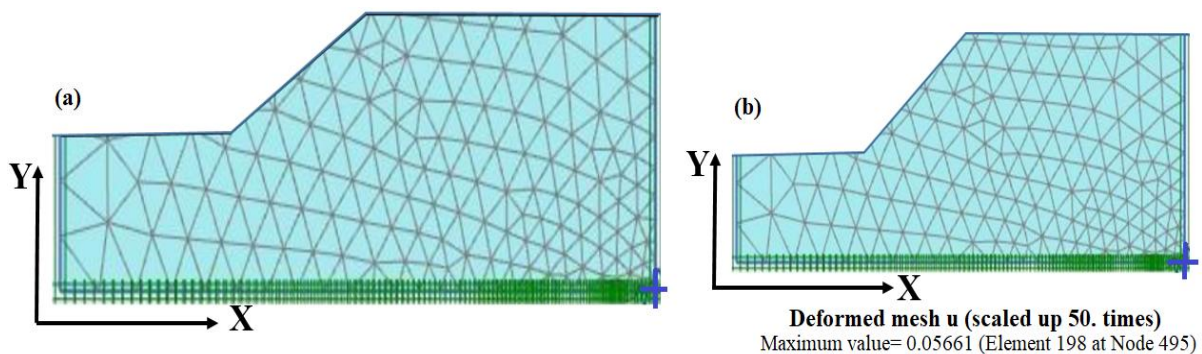 (a)
Y
X
(b)
Y
X
Deformed mesh u (scaled up 50. times)
Maximum value= 0.05661 (Element 198 at Node 495)